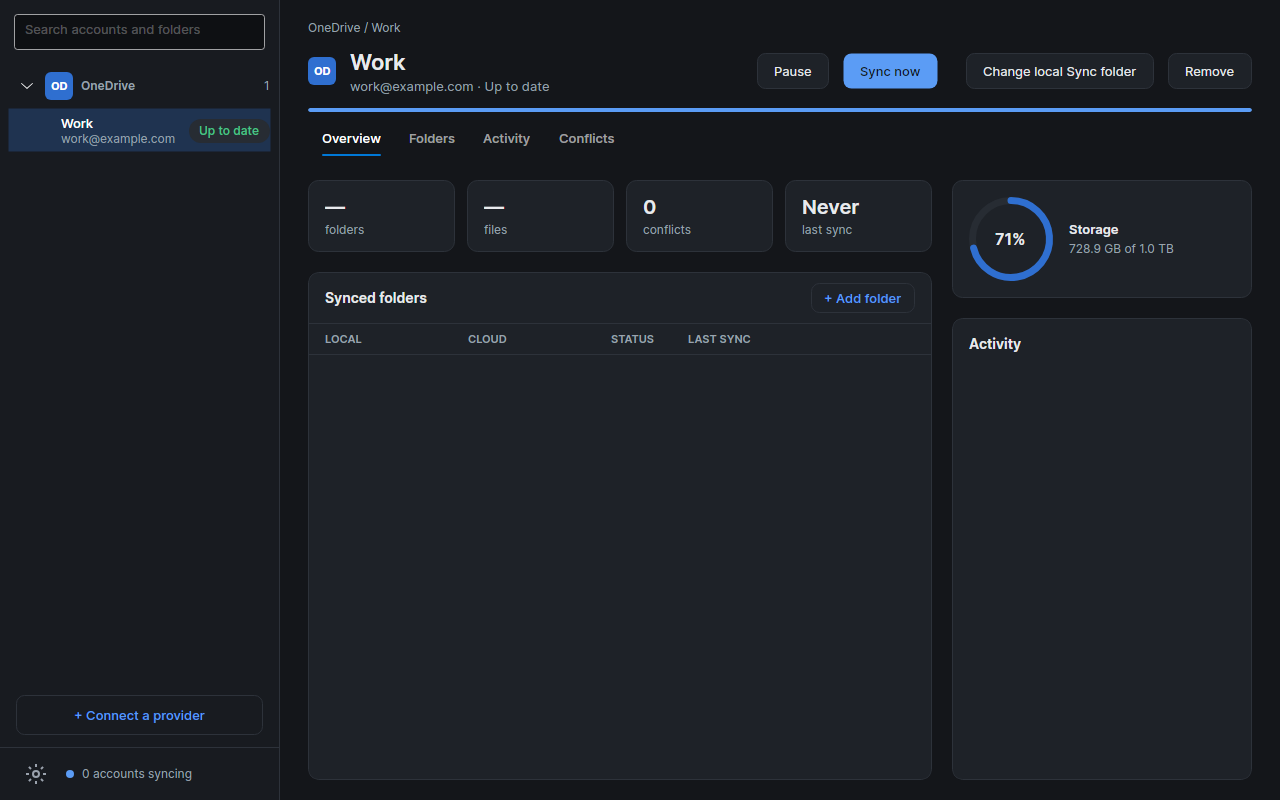 Search accounts and folders
OD OneDrive 1
Work
work@example.com
Up to date
+ Connect a provider
0 accounts syncing
OneDrive / Work
OD
Work
work@example.com · Up to date
Pause
Sync now
Change local Sync folder
Remove
Overview Folders Activity Conflicts
—
folders
—
files
0
conflicts
Never
last sync
Synced folders
+ Add folder
LOCAL CLOUD STATUS LAST SYNC
71%
Storage
728.9 GB of 1.0 TB
Activity